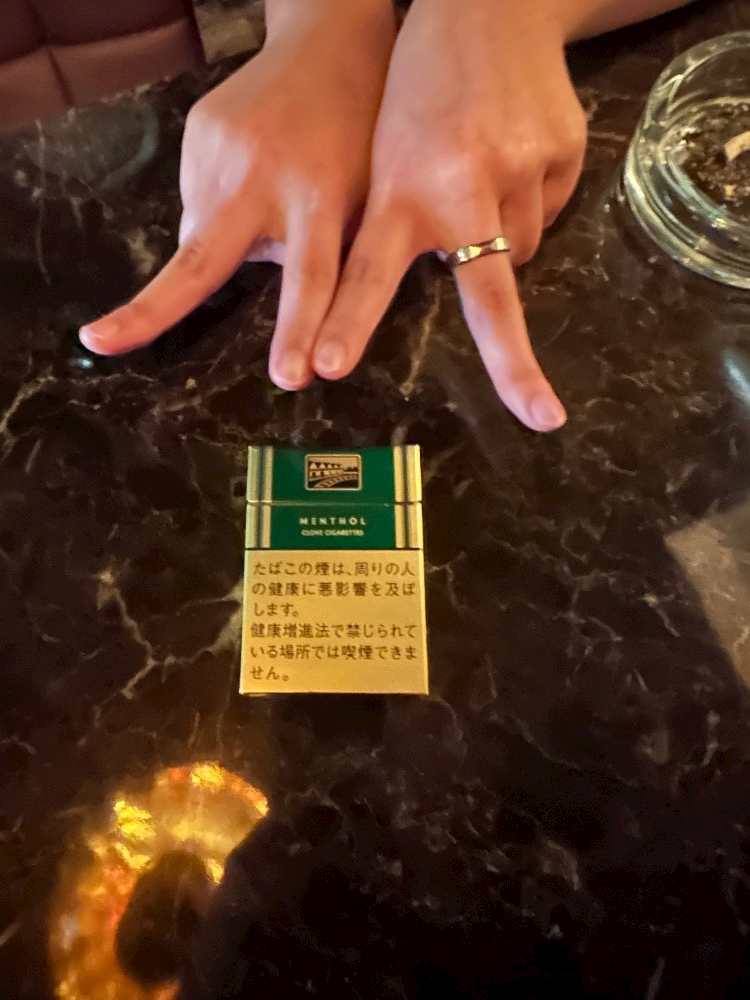 MENTHOL
CLOVE CIGARETTES
たばこの煙は、周りの人
の健康に悪影響を及ぼ
します。
健康増進法で禁じられて
いる場所では喫煙できま
せん。